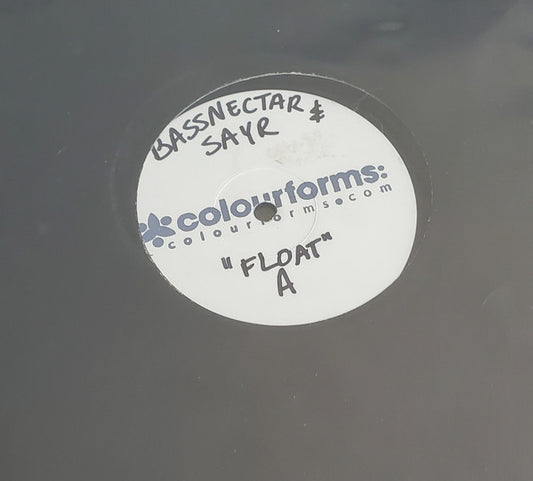 BASSNECTAR &
SAYR
colourforms:
colourforms.com
"FLOAT"
A